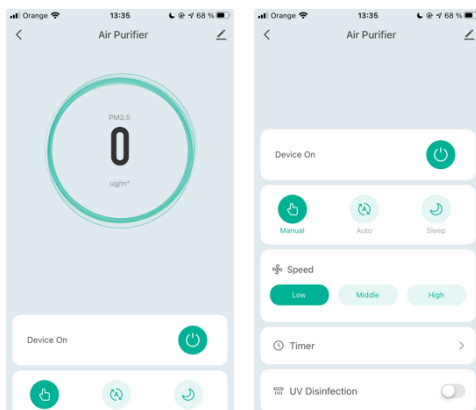 Orange 13:35 68 %
Air Purifier
PM2.5
0
ug/m³
Device On
Orange 13:35 68 %
Air Purifier
Device On
Manual Auto Sleep
Speed
Low Middle High
Timer
UV Disinfection